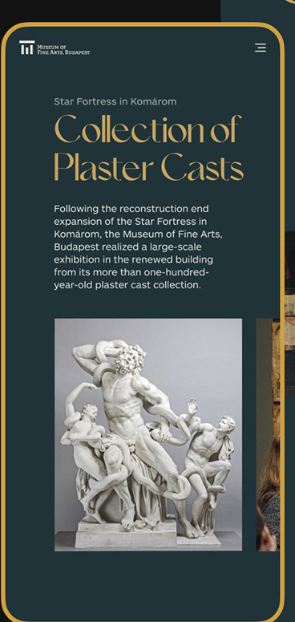 MUSEUM OF
FINE ARTS, BUDAPEST
Star Fortress in Komárom
Collection of
Plaster Casts
Following the reconstruction end
expansion of the Star Fortress in
Komárom, the Museum of Fine Arts,
Budapest realized a large-scale
exhibition in the renewed building
from its more than one-hundred-
year-old plaster cast collection.